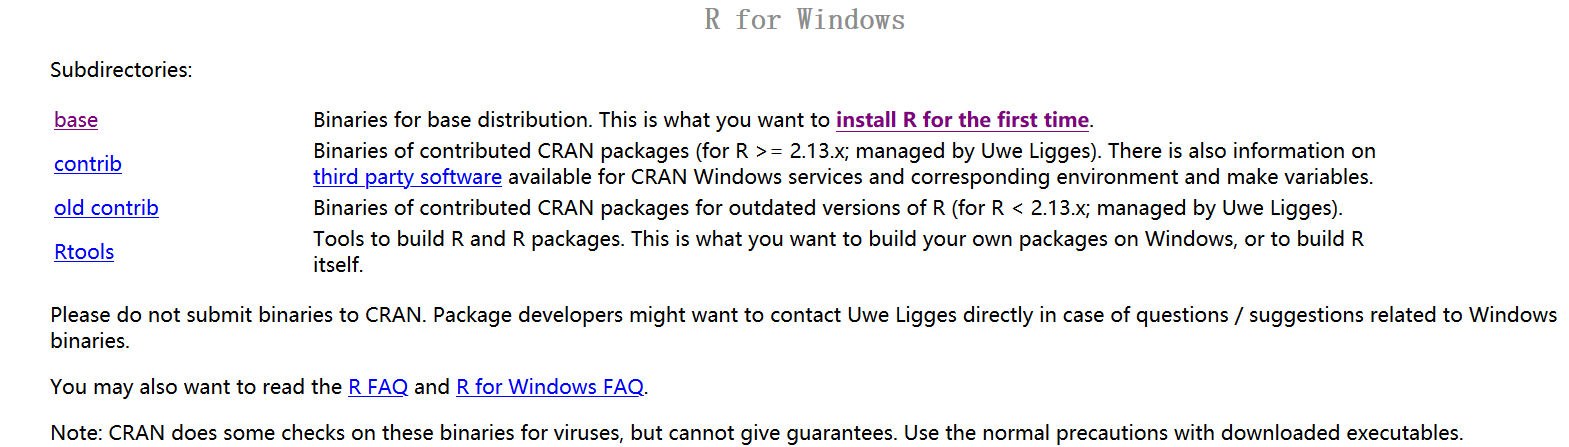 R for Windows
Subdirectories:
base Binaries for base distribution. This is what you want to install R for the first time.
contrib Binaries of contributed CRAN packages (for R >= 2.13.x; managed by Uwe Ligges). There is also information on
third party software available for CRAN Windows services and corresponding environment and make variables.
old contrib Binaries of contributed CRAN packages for outdated versions of R (for R < 2.13.x; managed by Uwe Ligges).
Rtools Tools to build R and R packages. This is what you want to build your own packages on Windows, or to build R
itself.
Please do not submit binaries to CRAN. Package developers might want to contact Uwe Ligges directly in case of questions / suggestions related to Windows
binaries.
You may also want to read the R FAQ and R for Windows FAQ.
Note: CRAN does some checks on these binaries for viruses, but cannot give guarantees. Use the normal precautions with downloaded executables.